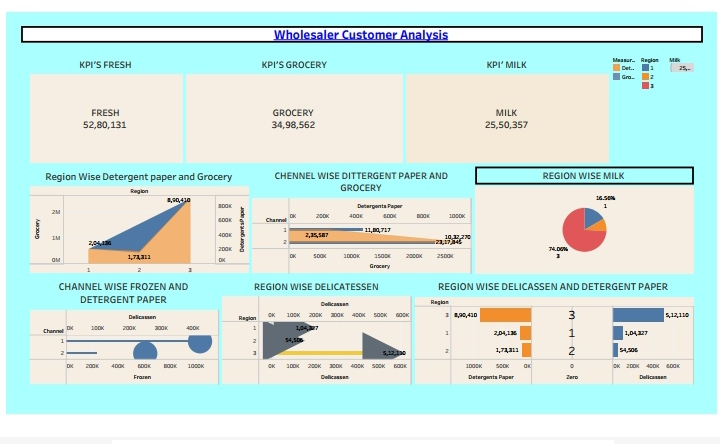 Wholesaler Customer Analysis
KPI'S FRESH
KPI'S GROCERY
KPI' MILK
Measur.. Region Milk
Det.. 1 25,..
Gro.. 2
3
FRESH
52,80,131
GROCERY
34,98,562
MILK
25,50,357
Region Wise Detergent paper and Grocery
Region
8,90,410
2,04,136
1,73,311
Grocery
2M
1M
0M
800K
600K
400K
200K
0K
Detergents Paper
1 2 3
CHENNEL WISE DITTERGENT PAPER AND
GROCERY
Detergents Paper
0K 200K 400K 600K 800K 1000K
Channel
1 11,80,717
2,35,587
10,32,270
2 23,17,845
0K 500K 1000K 1500K 2000K 2500K
Grocery
REGION WISE MILK
16.56%
1
74.06%
3
CHANNEL WISE FROZEN AND
DETERGENT PAPER
Delicassen
0K 100K 200K 300K 400K
Channel
1
2
0K 200K 400K 600K 800K 1000K
Frozen
REGION WISE DELICATESSEN
Delicassen
0K 100K 200K 300K 400K 500K 600K
Region
1 1,04,327
2 54,506
3 5,12,110
0K 100K 200K 300K 400K 500K 600K
Delicassen
REGION WISE DELICASSEN AND DETERGENT PAPER
Region
3 8,90,410 3 5,12,110
1 2,04,136 1 1,04,327
2 1,73,311 2 54,506
1000K 500K 0K 0 0K 200K 400K 600K
Detergents Paper Zero Delicassen